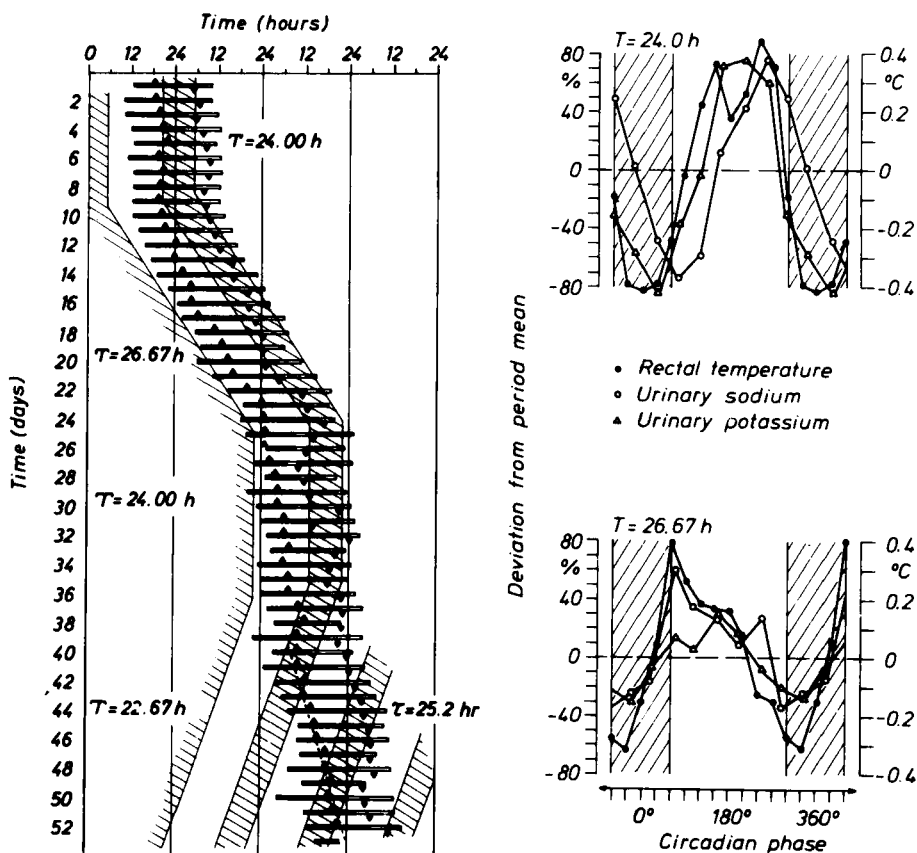 Time (hours)
0 12 24 12 24 12 24 12 24
Time (days)
2
4
6
8
10
12
14
16
18
20
22
24
26
28
30
32
34
36
38
40
42
44
46
48
50
52
τ=24.00 h
τ=26.67 h
τ=24.00 h
τ=22.67 h
τ=25.2 hr
T=24.0 h
80
%
40
0
-40
-80
0.4
°C
0.2
0
-0.2
-0.4
• Rectal temperature
○ Urinary sodium
▲ Urinary potassium
Deviation from period mean
T=26.67 h
80
%
40
0
-40
-80
0.4
°C
0.2
0
-0.2
-0.4
0° 180° 360°
Circadian phase